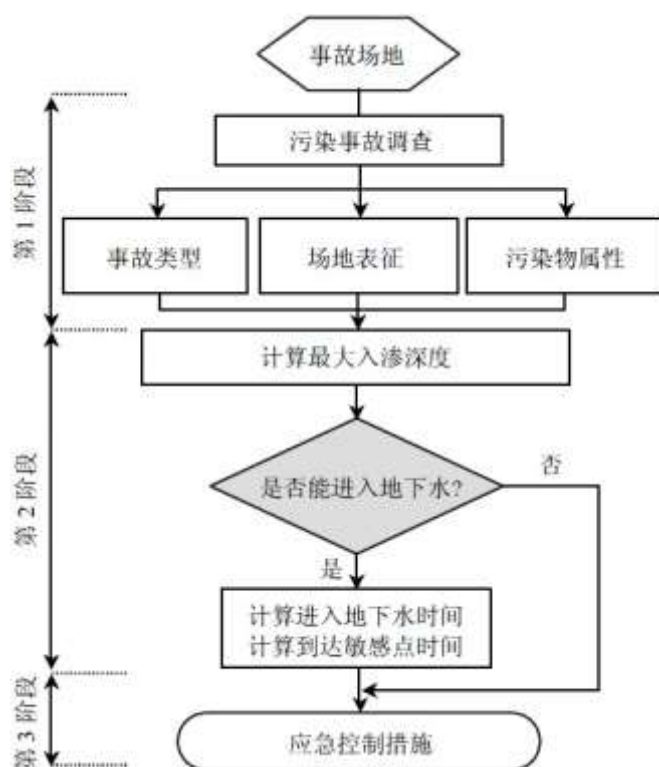 事故场地
第1阶段
污染事故调查
事故类型
场地表征
污染物属性
第2阶段
计算最大入渗深度
是否能进入地下水?
否
是
计算进入地下水时间
计算到达敏感点时间
第3阶段
应急控制措施